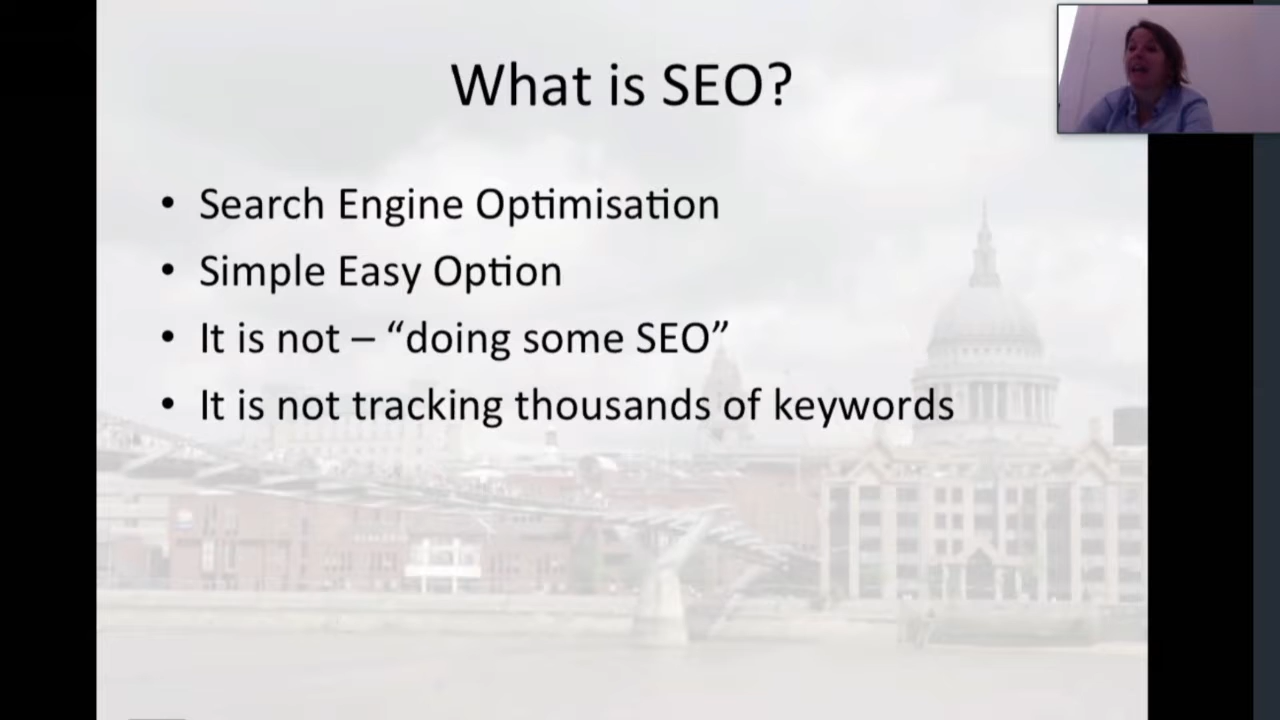 What is SEO?
• Search Engine Optimisation
• Simple Easy Option
• It is not – “doing some SEO”
• It is not tracking thousands of keywords